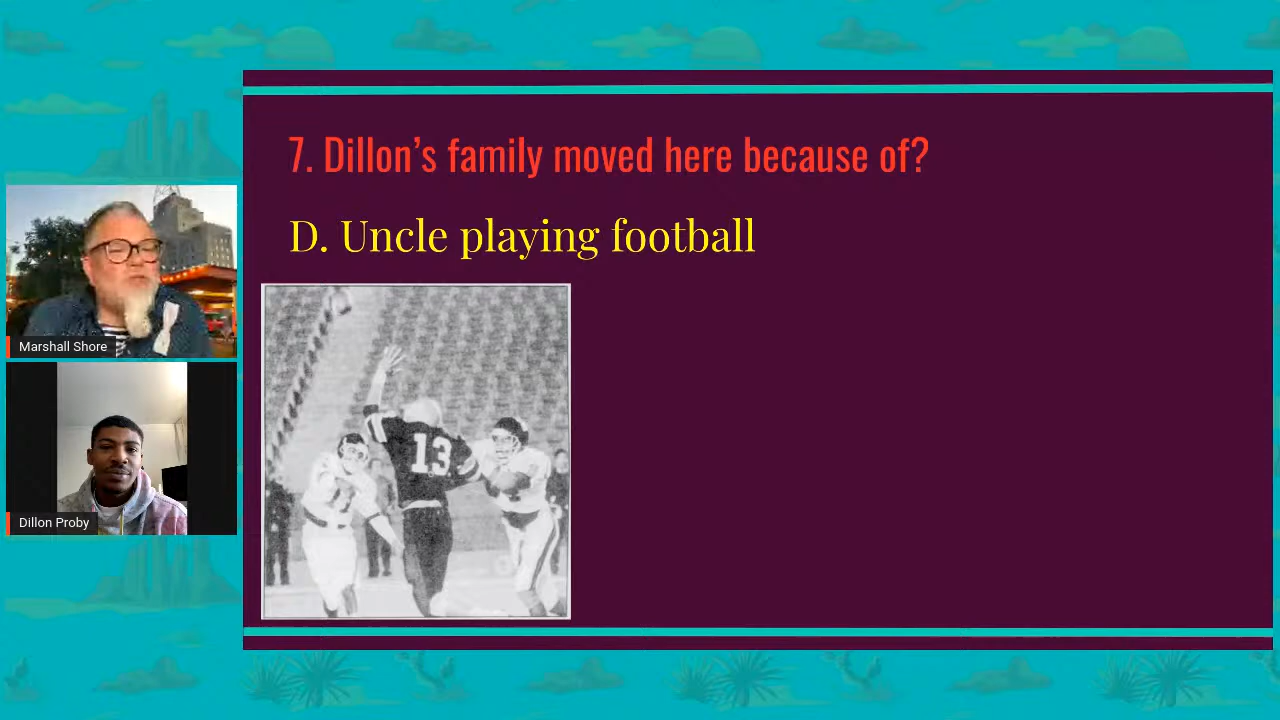 7. Dillon's family moved here because of?
D. Uncle playing football
Marshall Shore
13
Dillon Proby